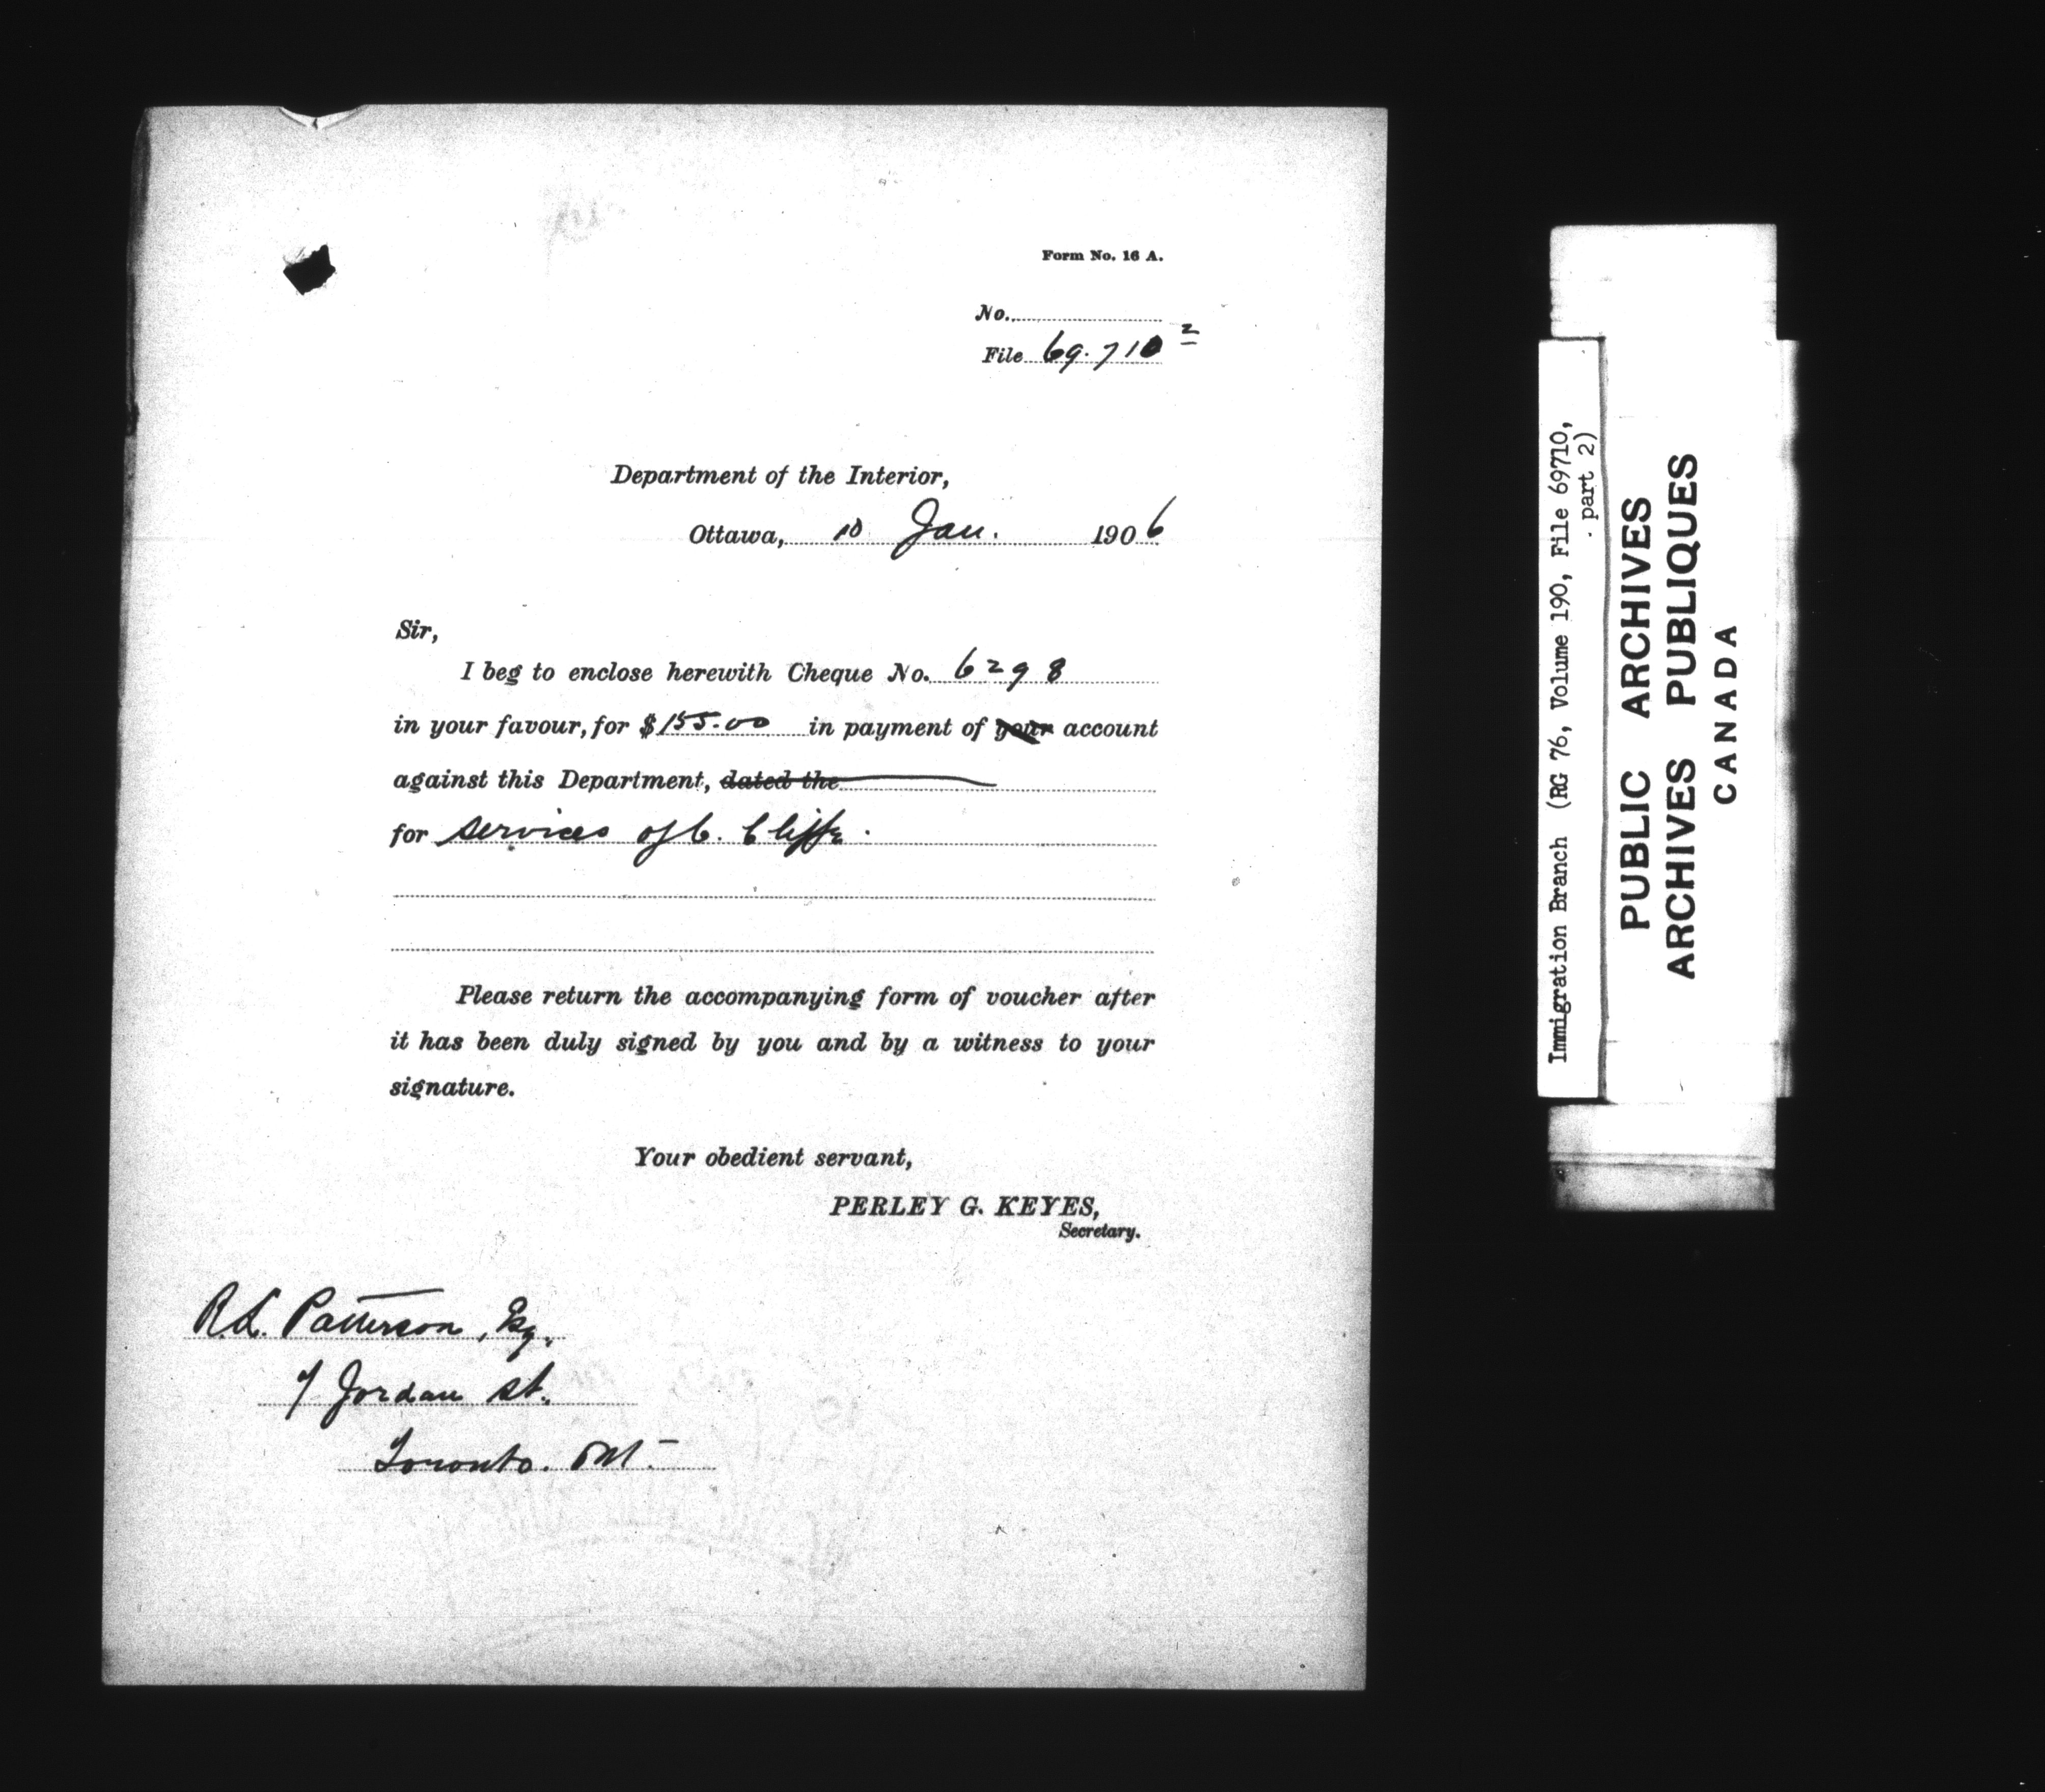 Form No. 16 A.
No.
File 69.710 2
Department of the Interior,
Ottawa, 10 Jan. 1906
Sir,
I beg to enclose herewith Cheque No. 6298
in your favour, for $155.00 in payment of your account
against this Department, dated the
for services of C. Cliffe.
Please return the accompanying form of voucher after
it has been duly signed by you and by a witness to your
signature.
Your obedient servant,
PERLEY G. KEYES,
Secretary.
R.L. Patterson, Esq.
7 Jordan St.
Toronto. Ont.
Immigration Branch (RG 76, Volume 190, File 69710,
part 2)
PUBLIC ARCHIVES
ARCHIVES PUBLIQUES
CANADA